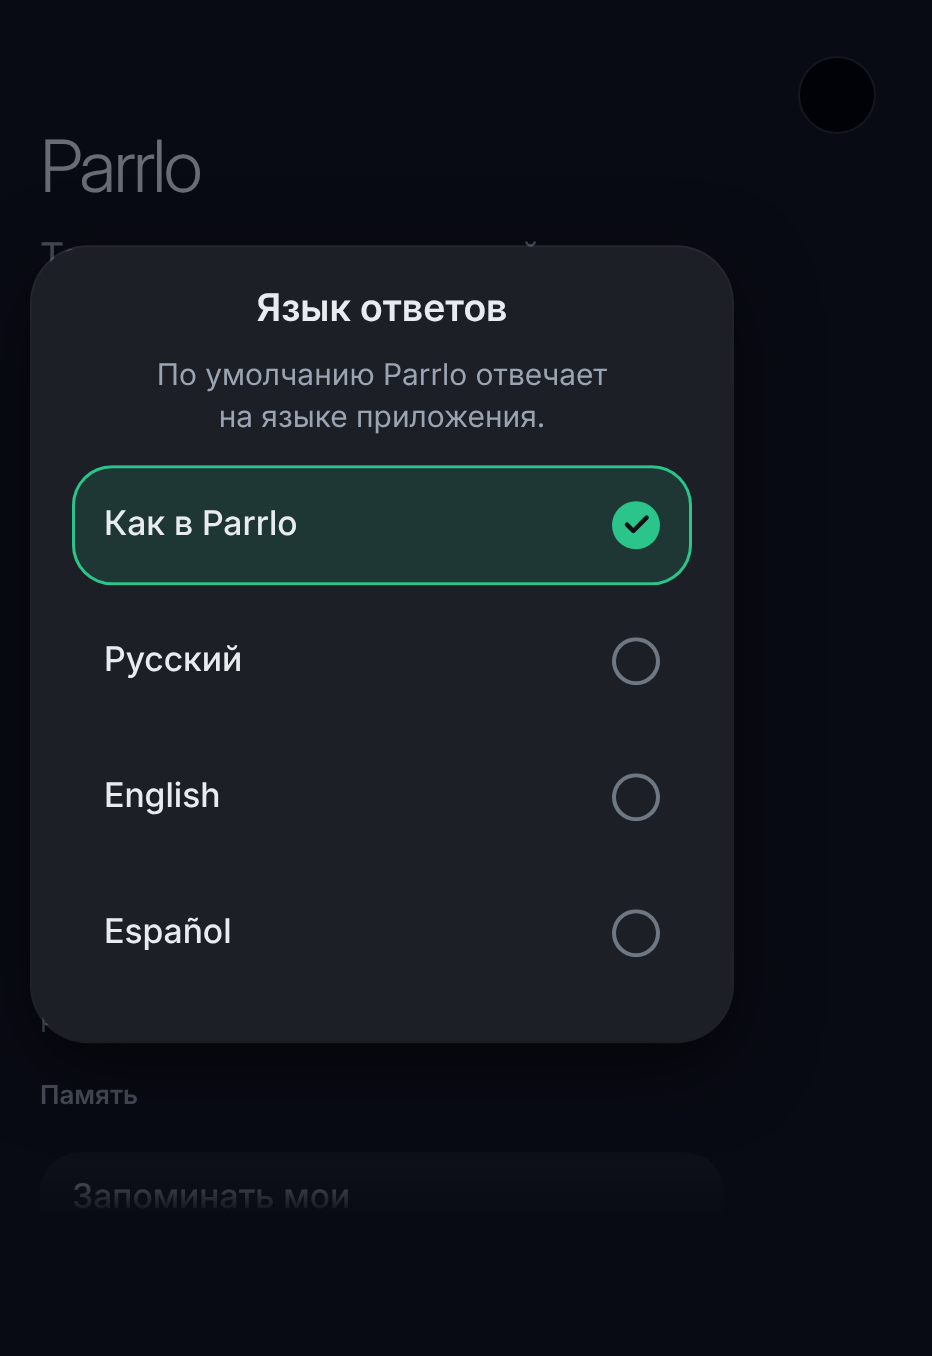 Parrlo
Язык ответов
По умолчанию Parrlo отвечает
на языке приложения.
Как в Parrlo
Русский
English
Español
Память
Запоминать мои